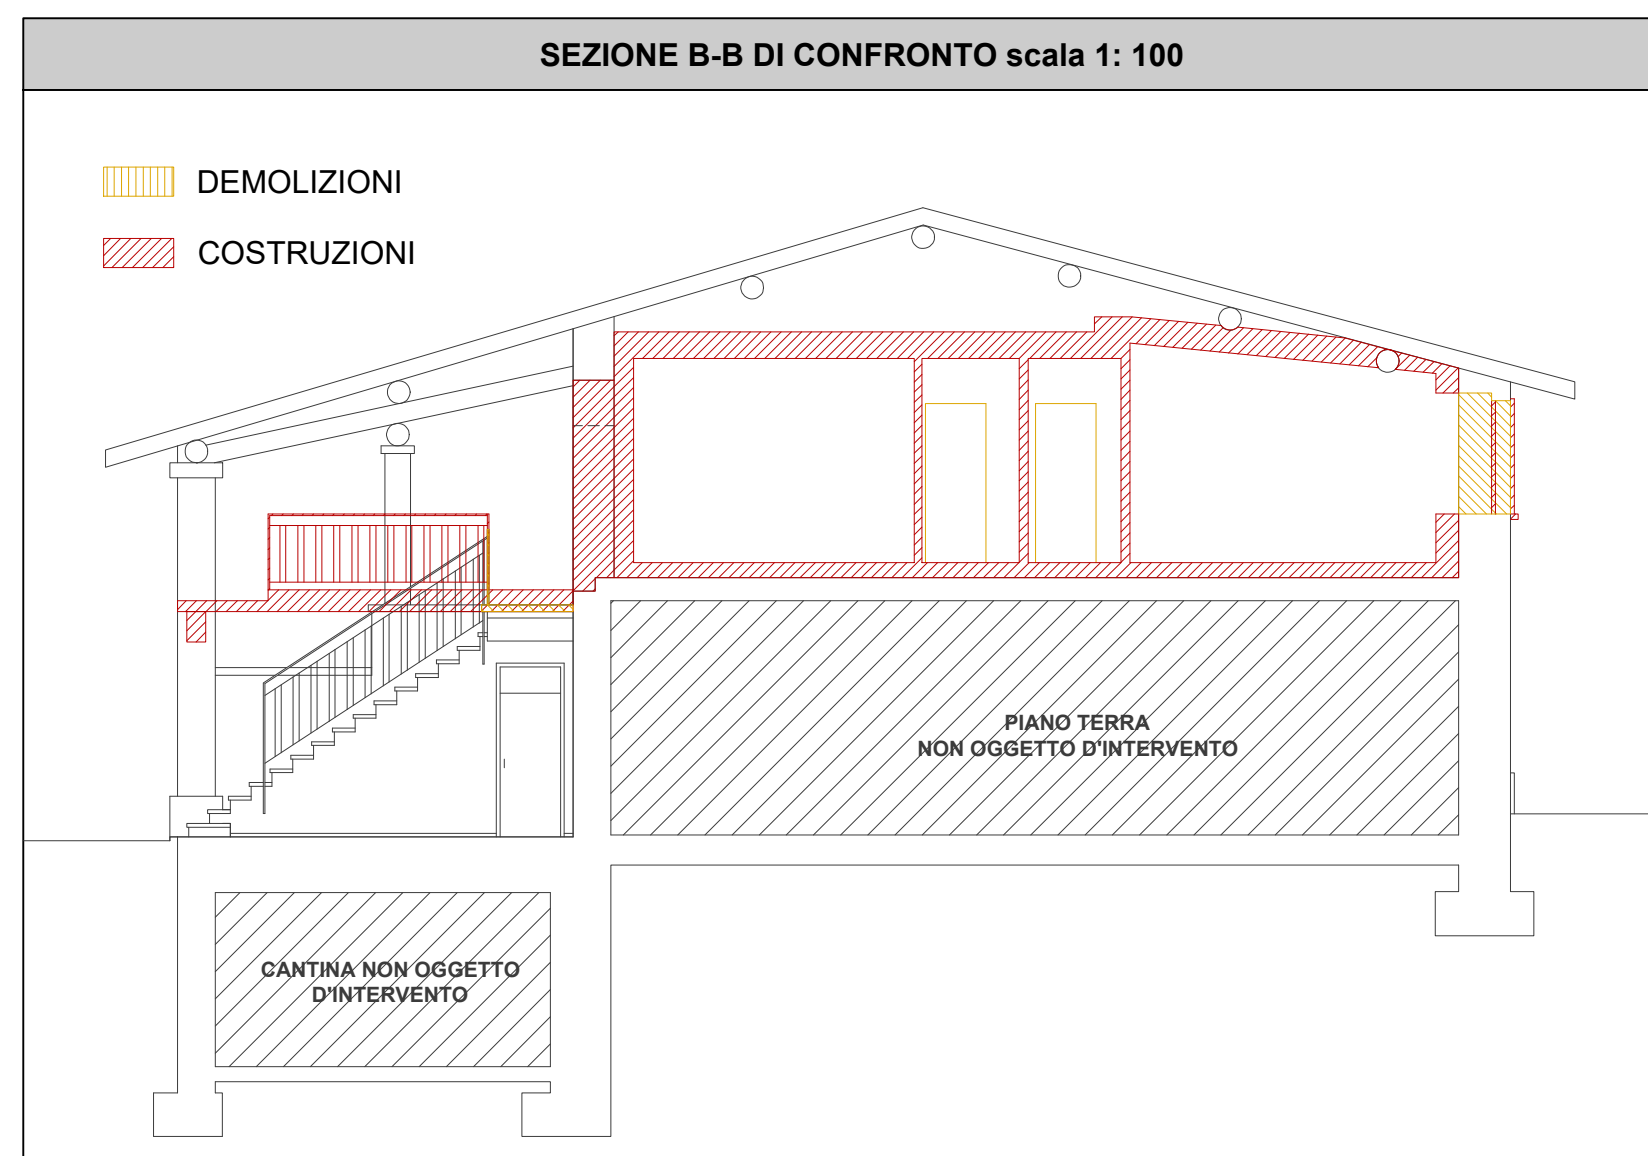 SEZIONE B-B DI CONFRONTO scala 1: 100
DEMOLIZIONI
COSTRUZIONI
PIANO TERRA
NON OGGETTO D'INTERVENTO
CANTINA NON OGGETTO
D'INTERVENTO